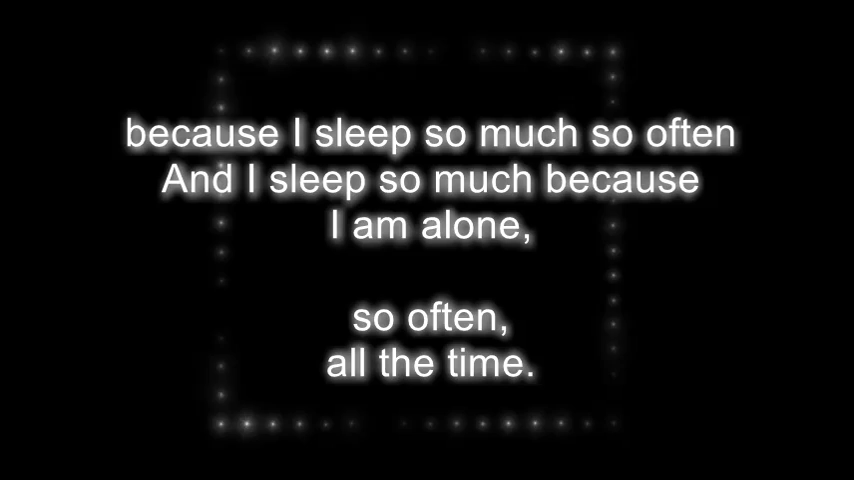 because I sleep so much so often
And I sleep so much because
I am alone,
so often,
all the time.